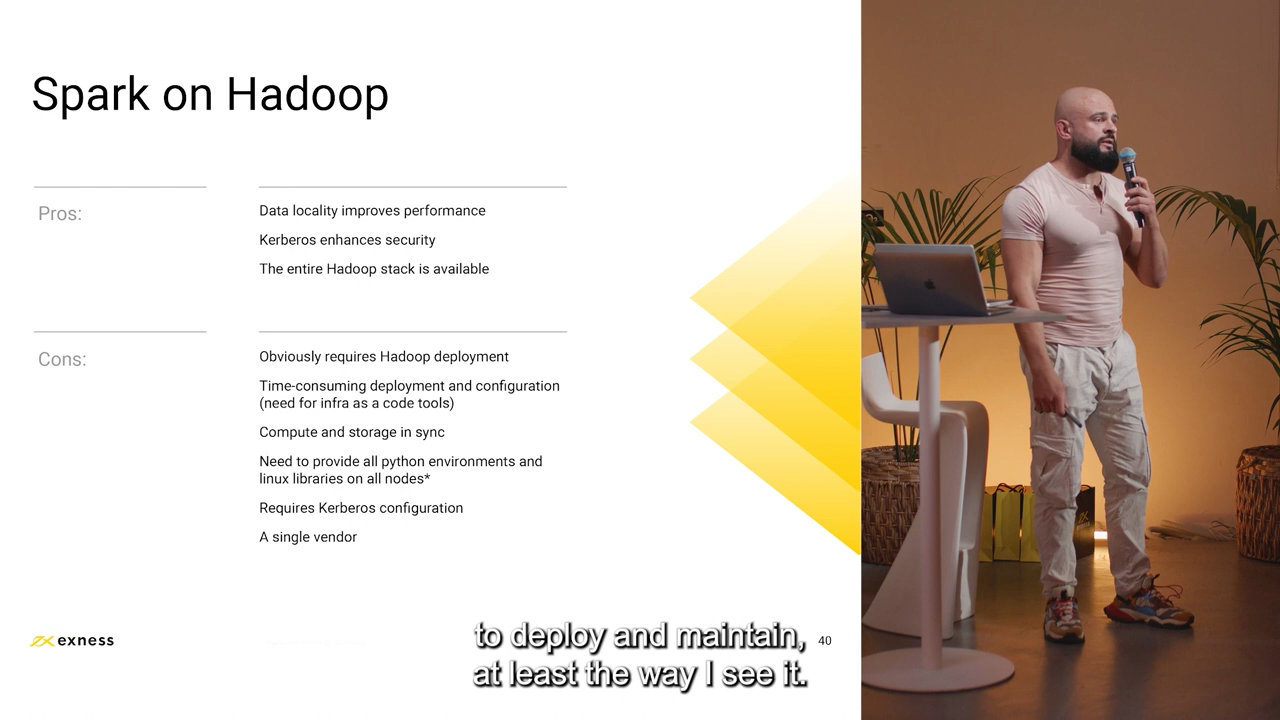 Spark on Hadoop
Pros:
Data locality improves performance
Kerberos enhances security
The entire Hadoop stack is available
Cons:
Obviously requires Hadoop deployment
Time-consuming deployment and configuration
(need for infra as a code tools)
Compute and storage in sync
Need to provide all python environments and
linux libraries on all nodes*
Requires Kerberos configuration
A single vendor
exness
40
to deploy and maintain,
at least the way I see it.